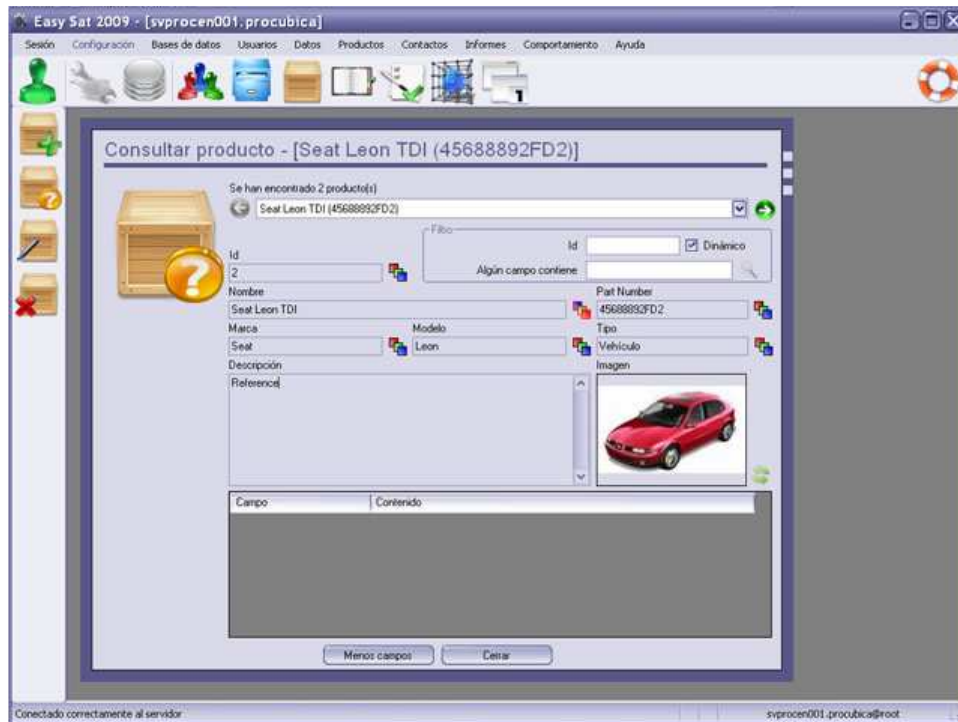 Easy Sat 2009 - [svprocen001.procubica]
Sesión Configuración Bases de datos Usuarios Datos Productos Contactos Informes Comportamiento Ayuda
1
Consultar producto - [Seat Leon TDI (45688892FD2)]
Se han encontrado 2 producto(s)
Seat Leon TDI (45688892FD2)
Filtro
Id Dinámico
Id
2
Algún campo contiene
Nombre Part Number
Seat Leon TDI 45688892FD2
Marca Modelo Tipo
Seat Leon Vehículo
Descripción Imagen
Reference
Campo Contenido
Menos campos Cerrar
Conectado correctamente al servidor svprocen001.procubica@root